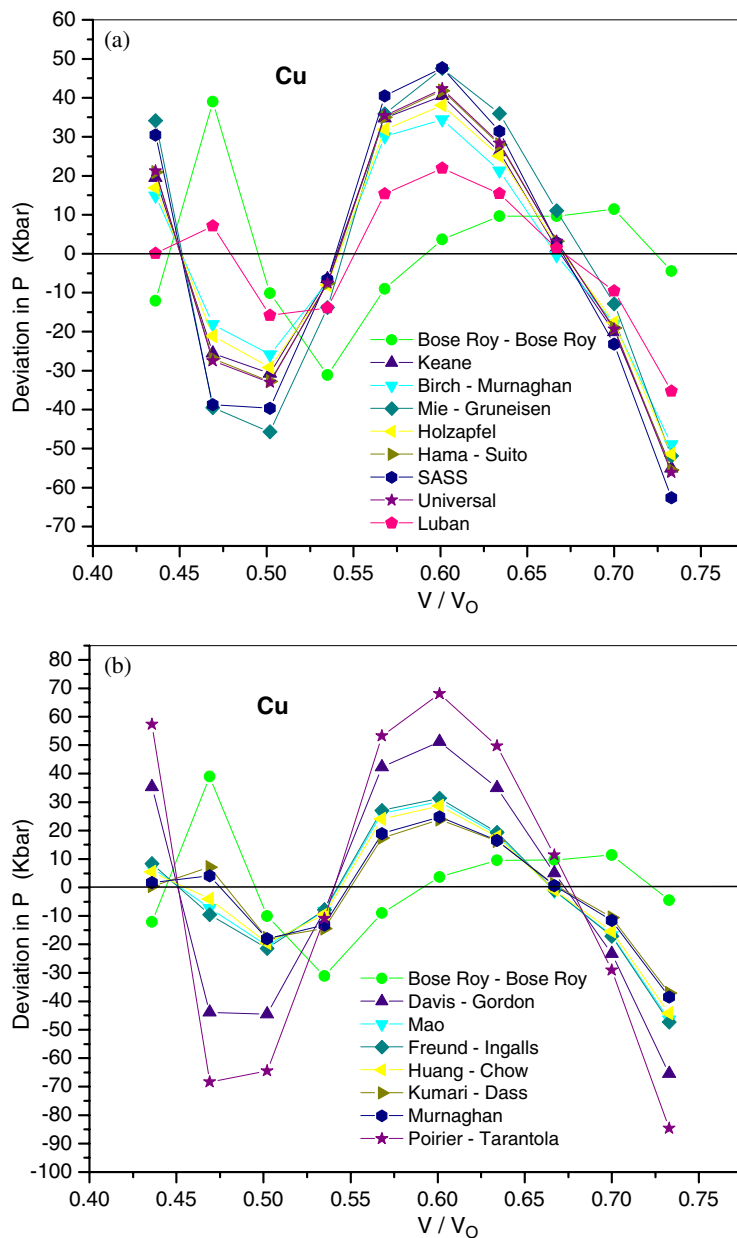 (a)
Cu
60
50
40
30
20
10
0
-10
-20
-30
-40
-50
-60
-70
Deviation in P (Kbar)
Bose Roy - Bose Roy
Keane
Birch - Murnaghan
Mie - Gruneisen
Holzapfel
Hama - Suito
SASS
Universal
Luban
0.40 0.45 0.50 0.55 0.60 0.65 0.70 0.75
V / VO
(b)
Cu
80
70
60
50
40
30
20
10
0
-10
-20
-30
-40
-50
-60
-70
-80
-90
-100
Deviation in P (Kbar)
Bose Roy - Bose Roy
Davis - Gordon
Mao
Freund - Ingalls
Huang - Chow
Kumari - Dass
Murnaghan
Poirier - Tarantola
0.40 0.45 0.50 0.55 0.60 0.65 0.70 0.75
V / VO